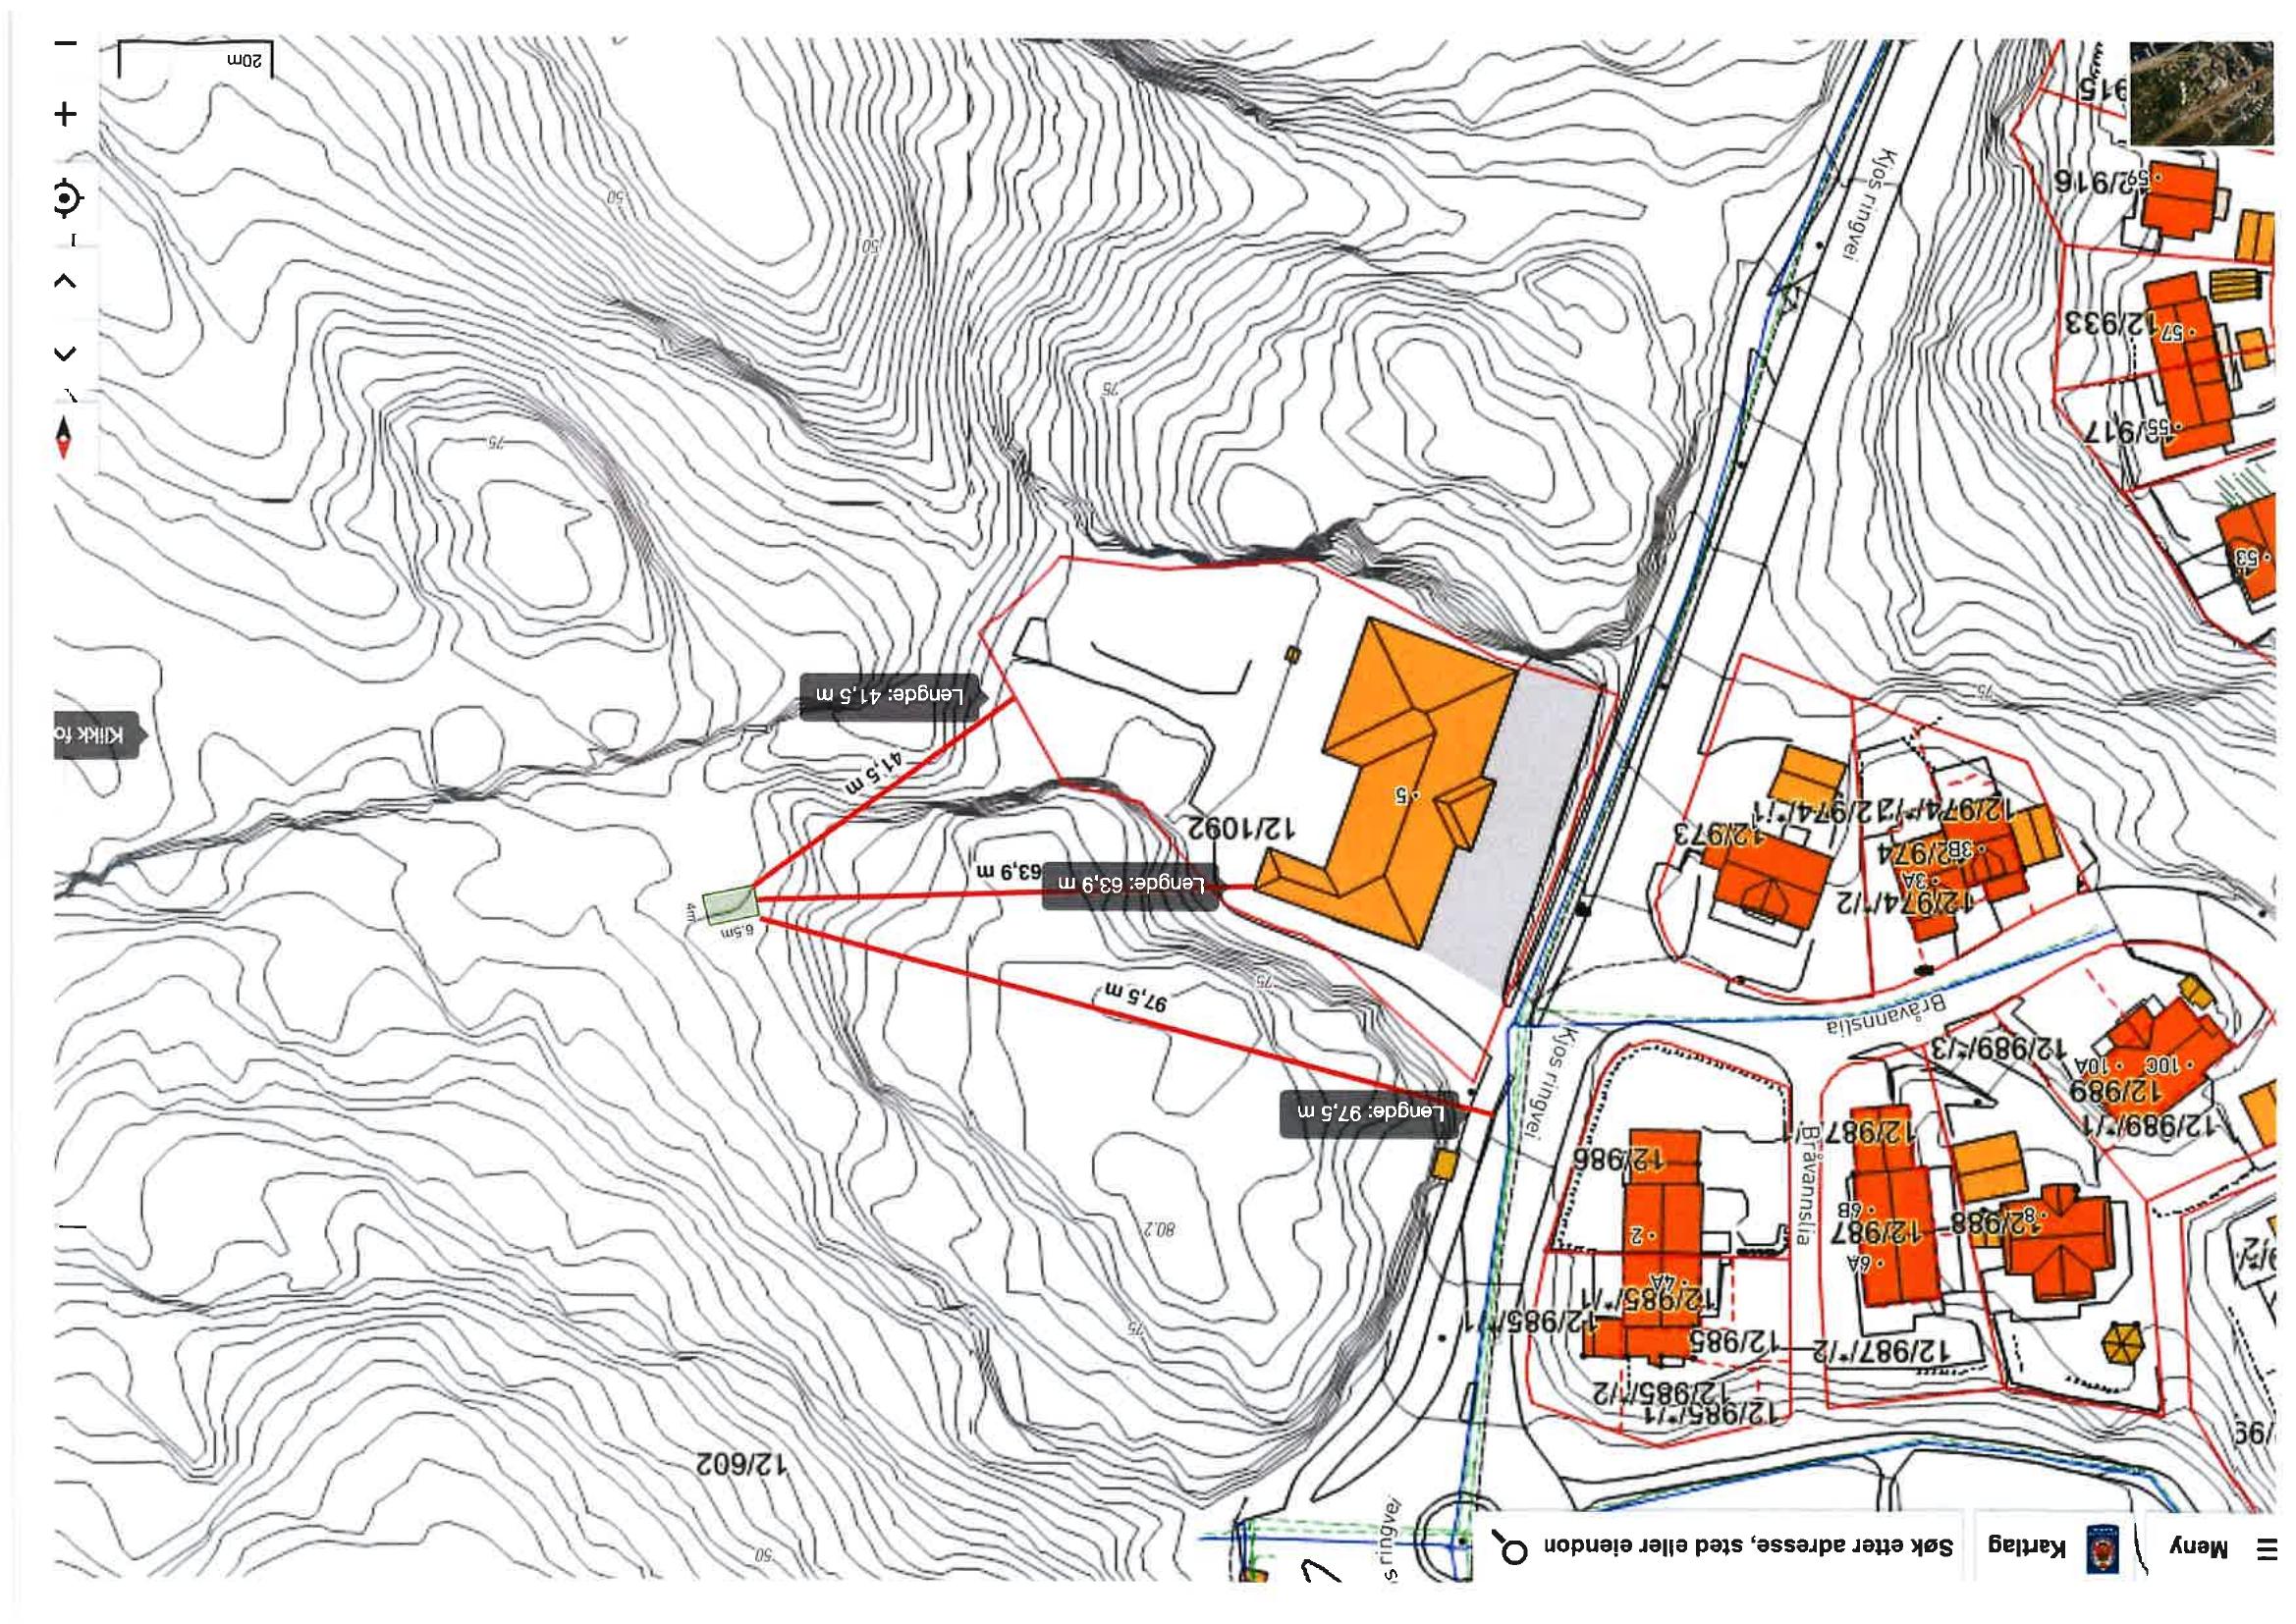 Meny
Kartlag
Søk etter adresse, sted eller eiendom
s ringvei
50
12/602
12/985/*/1
12/985/*/2
12/985
12/987/*/2
12/985/*/1
12/985/*/1
4A
6A
75
2
12/987
6B
12/988
8
80.2
12/986
12/987/*/1
Bråvannslia
12/989/*/1
12/989
10C
10A
Lengde: 97,5 m
Kjos ringvei
12/989/*/3
Bråvannslia
97,5 m
75
6.5m
4m
12/974/*/2
3A
Lengde: 63,9 m
63,9 m
12/974
3B
12/973
12/1092
12/974/*/1
5
41,5 m
Klikk fo
Lengde: 41,5 m
75
53
75
12/917
55
75
12/933
57
50
50
12/916
59
Kjos ringvei
915
20m